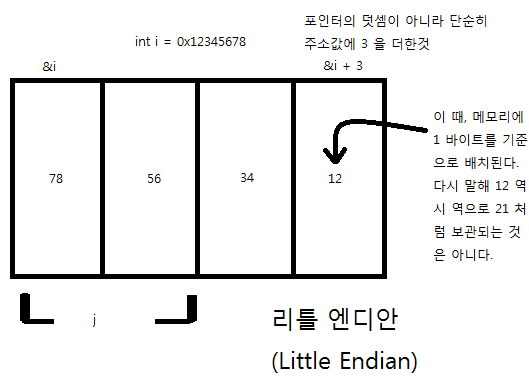 포인터의 덧셈이 아니라 단순히
int i = 0x12345678
주소값에 3 을 더한것
&i
&i + 3
이 때, 메모리에
1 바이트를 기준
으로 배치된다.
다시 말해 12 역
시 역으로 21 처
럼 보관되는 것
은 아니다.
78
56
34
12
j
리틀 엔디안
(Little Endian)